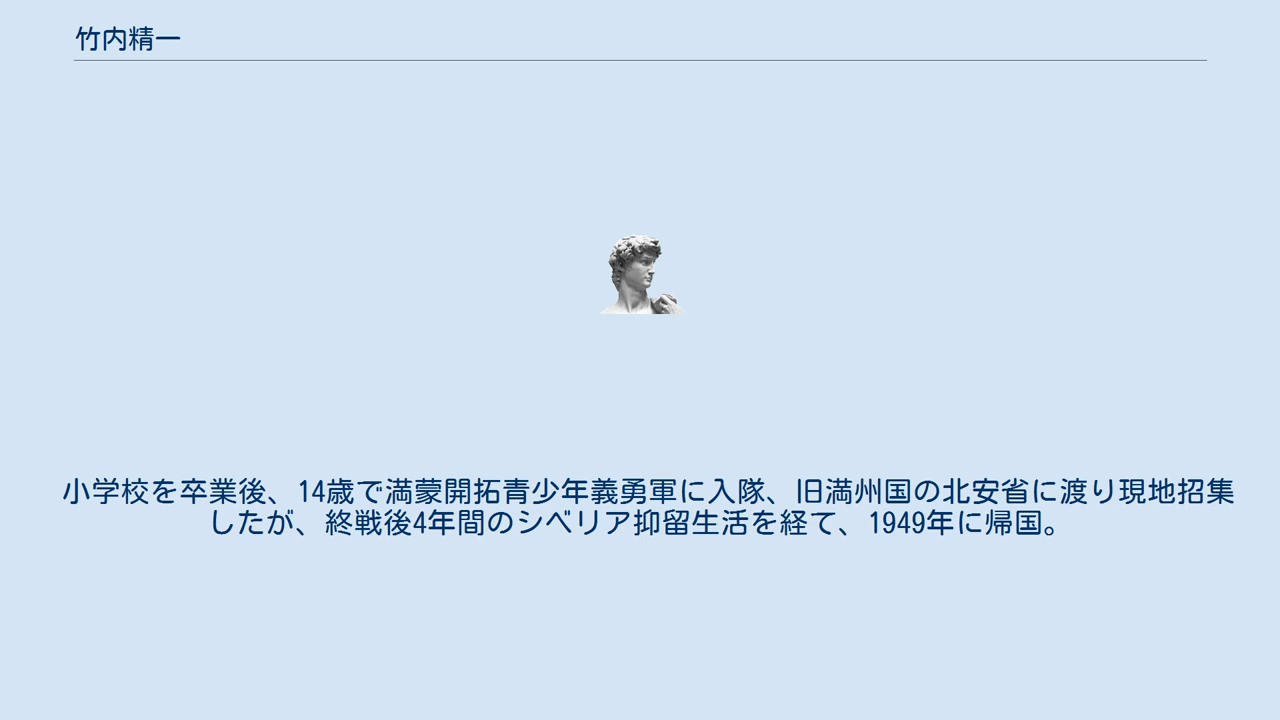 竹内精一
小学校を卒業後、14歳で満蒙開拓青少年義勇軍に入隊、旧満州国の北安省に渡り現地招集
したが、終戦後4年間のシベリア抑留生活を経て、1949年に帰国。